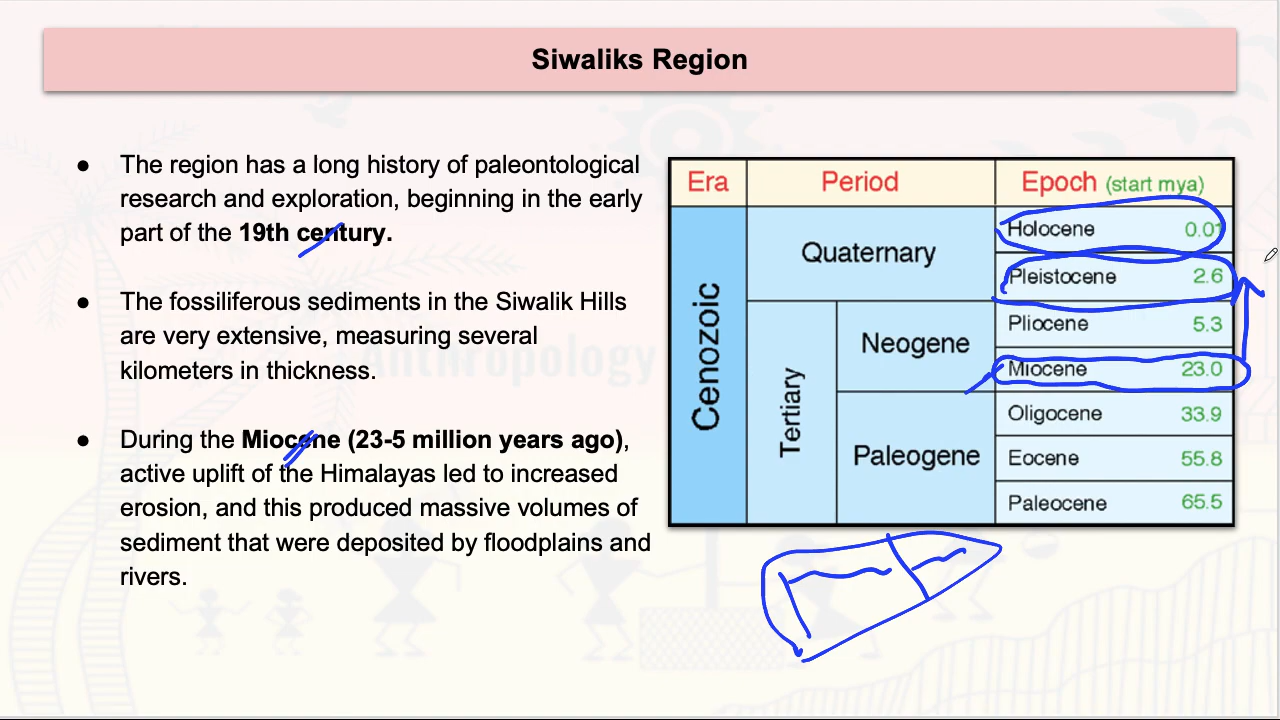 Siwaliks Region
● The region has a long history of paleontological
research and exploration, beginning in the early
part of the 19th century.
● The fossiliferous sediments in the Siwalik Hills
are very extensive, measuring several
kilometers in thickness.
● During the Miocene (23-5 million years ago),
active uplift of the Himalayas led to increased
erosion, and this produced massive volumes of
sediment that were deposited by floodplains and
rivers.
Era Period Epoch (start mya)
Cenozoic
Quaternary
Holocene 0.01
Pleistocene 2.6
Tertiary
Neogene
Pliocene 5.3
Miocene 23.0
Paleogene
Oligocene 33.9
Eocene 55.8
Paleocene 65.5
Anthropology